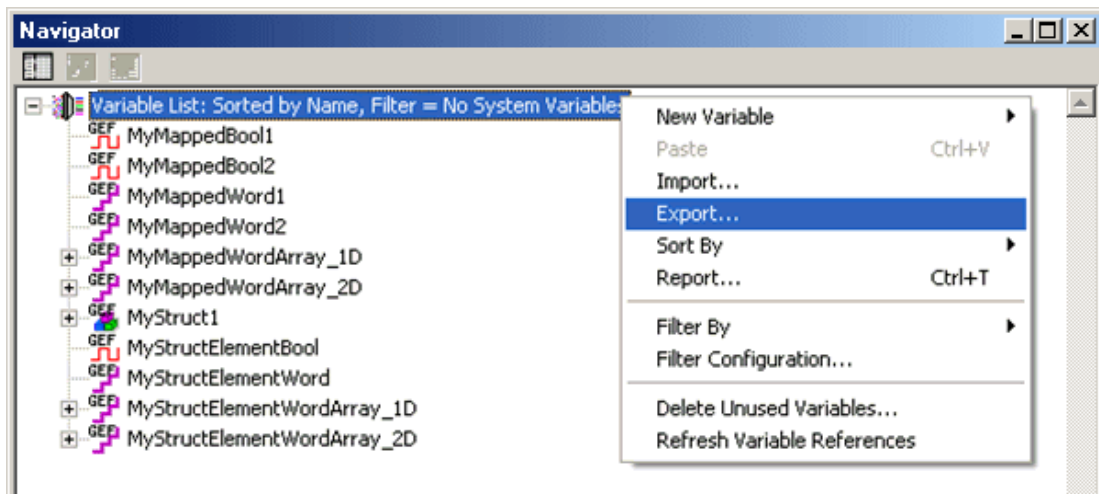 Navigator
Variable List: Sorted by Name, Filter = No System Variables
GEF MyMappedBool1
GEF MyMappedBool2
GEF MyMappedWord1
GEF MyMappedWord2
GEF MyMappedWordArray_1D
GEF MyMappedWordArray_2D
GEF MyStruct1
GEF MyStructElementBool
GEF MyStructElementWord
GEF MyStructElementWordArray_1D
GEF MyStructElementWordArray_2D
New Variable
Paste Ctrl+V
Import...
Export...
Sort By
Report... Ctrl+T
Filter By
Filter Configuration...
Delete Unused Variables...
Refresh Variable References